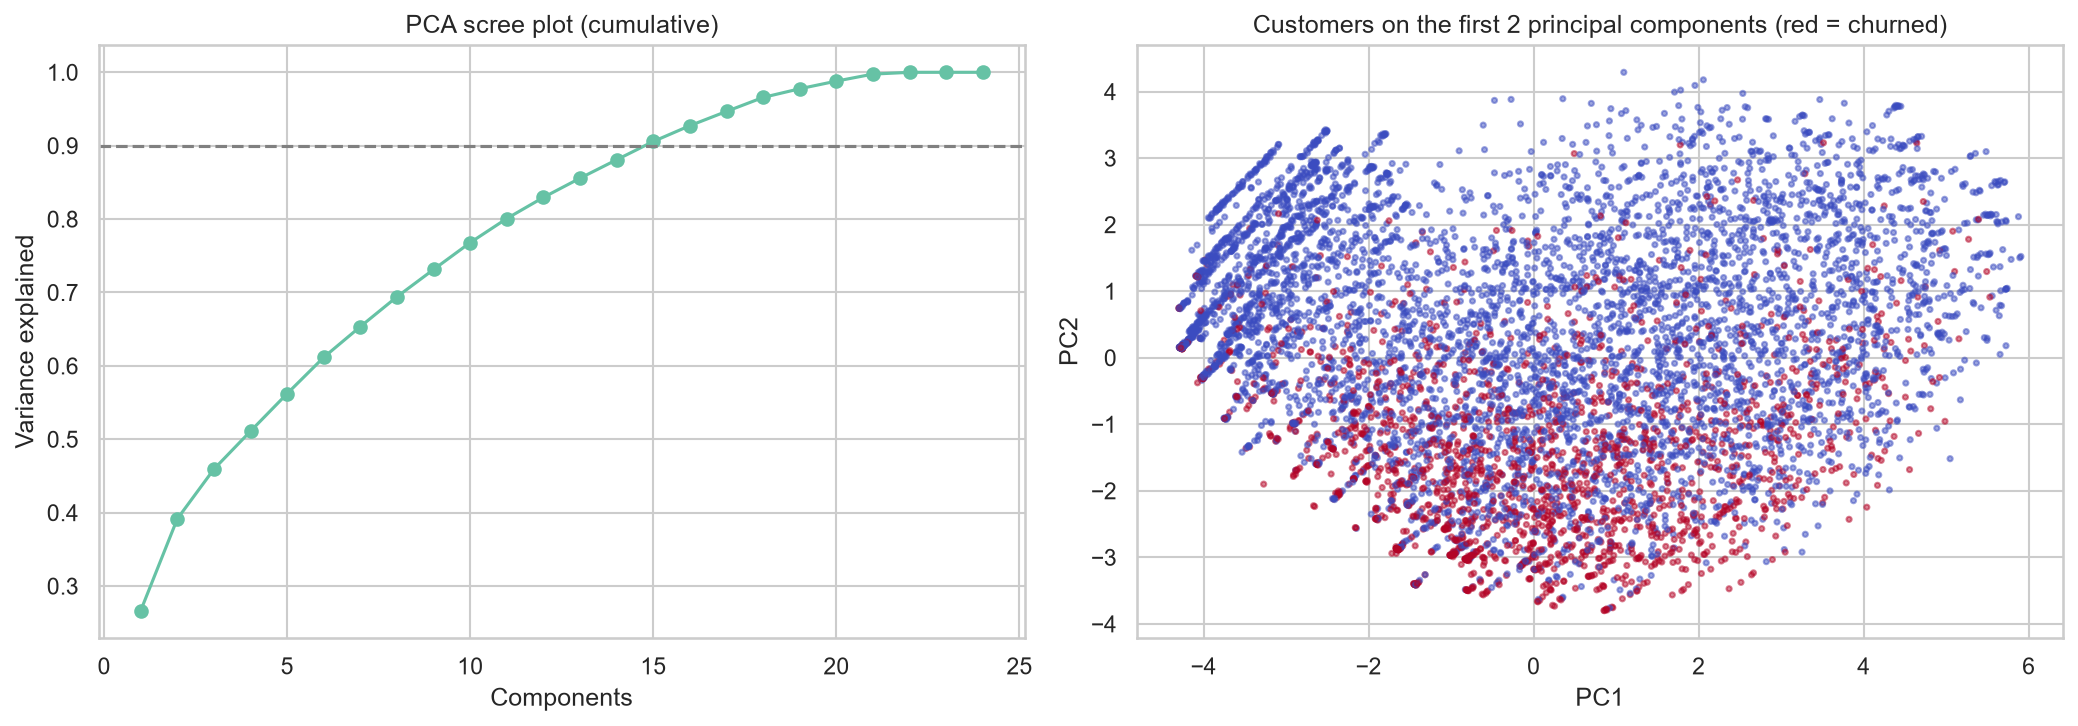 PCA scree plot (cumulative)
Variance explained
1.0
0.9
0.8
0.7
0.6
0.5
0.4
0.3
0 5 10 15 20 25
Components
Customers on the first 2 principal components (red = churned)
PC2
4
3
2
1
0
−1
−2
−3
−4
−4 −2 0 2 4 6
PC1